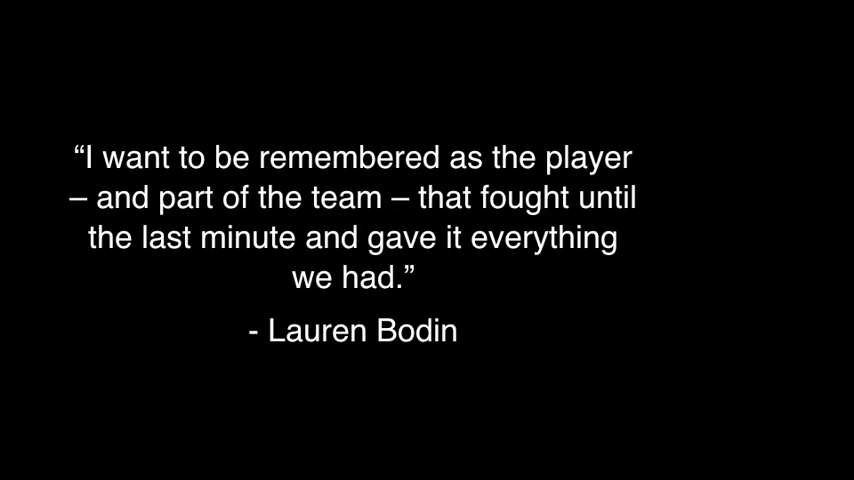 “I want to be remembered as the player
– and part of the team – that fought until
the last minute and gave it everything
we had.”
- Lauren Bodin